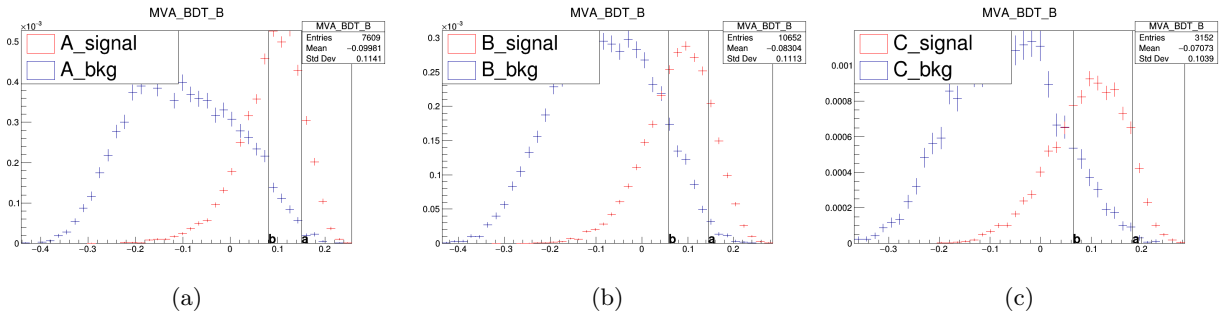 MVA_BDT_B
×10⁻³
MVA_BDT_B
Entries 7609
Mean −0.09981
Std Dev 0.1141
A_signal
A_bkg
0.5
0.4
0.3
0.2
0.1
0
b
a
−0.4 −0.3 −0.2 −0.1 0 0.1 0.2
(a)
MVA_BDT_B
×10⁻³
MVA_BDT_B
Entries 10652
Mean −0.08304
Std Dev 0.1113
B_signal
B_bkg
0.3
0.25
0.2
0.15
0.1
0.05
0
b
a
−0.4 −0.3 −0.2 −0.1 0 0.1 0.2
(b)
MVA_BDT_B
MVA_BDT_B
Entries 3152
Mean −0.07073
Std Dev 0.1039
C_signal
C_bkg
0.001
0.0008
0.0006
0.0004
0.0002
0
b
a
−0.3 −0.2 −0.1 0 0.1 0.2
(c)